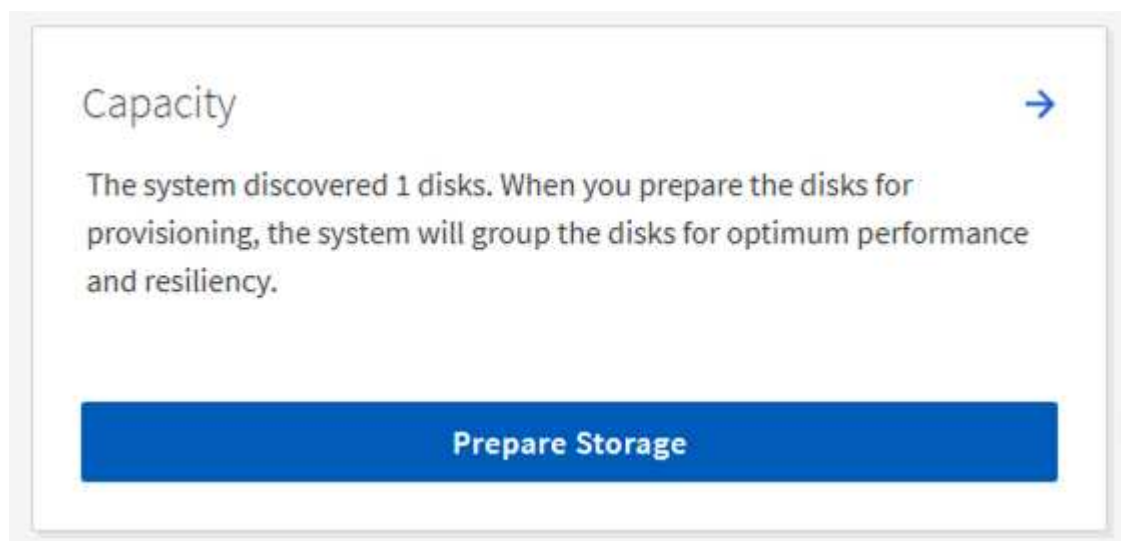 Capacity
The system discovered 1 disks. When you prepare the disks for
provisioning, the system will group the disks for optimum performance
and resiliency.
Prepare Storage